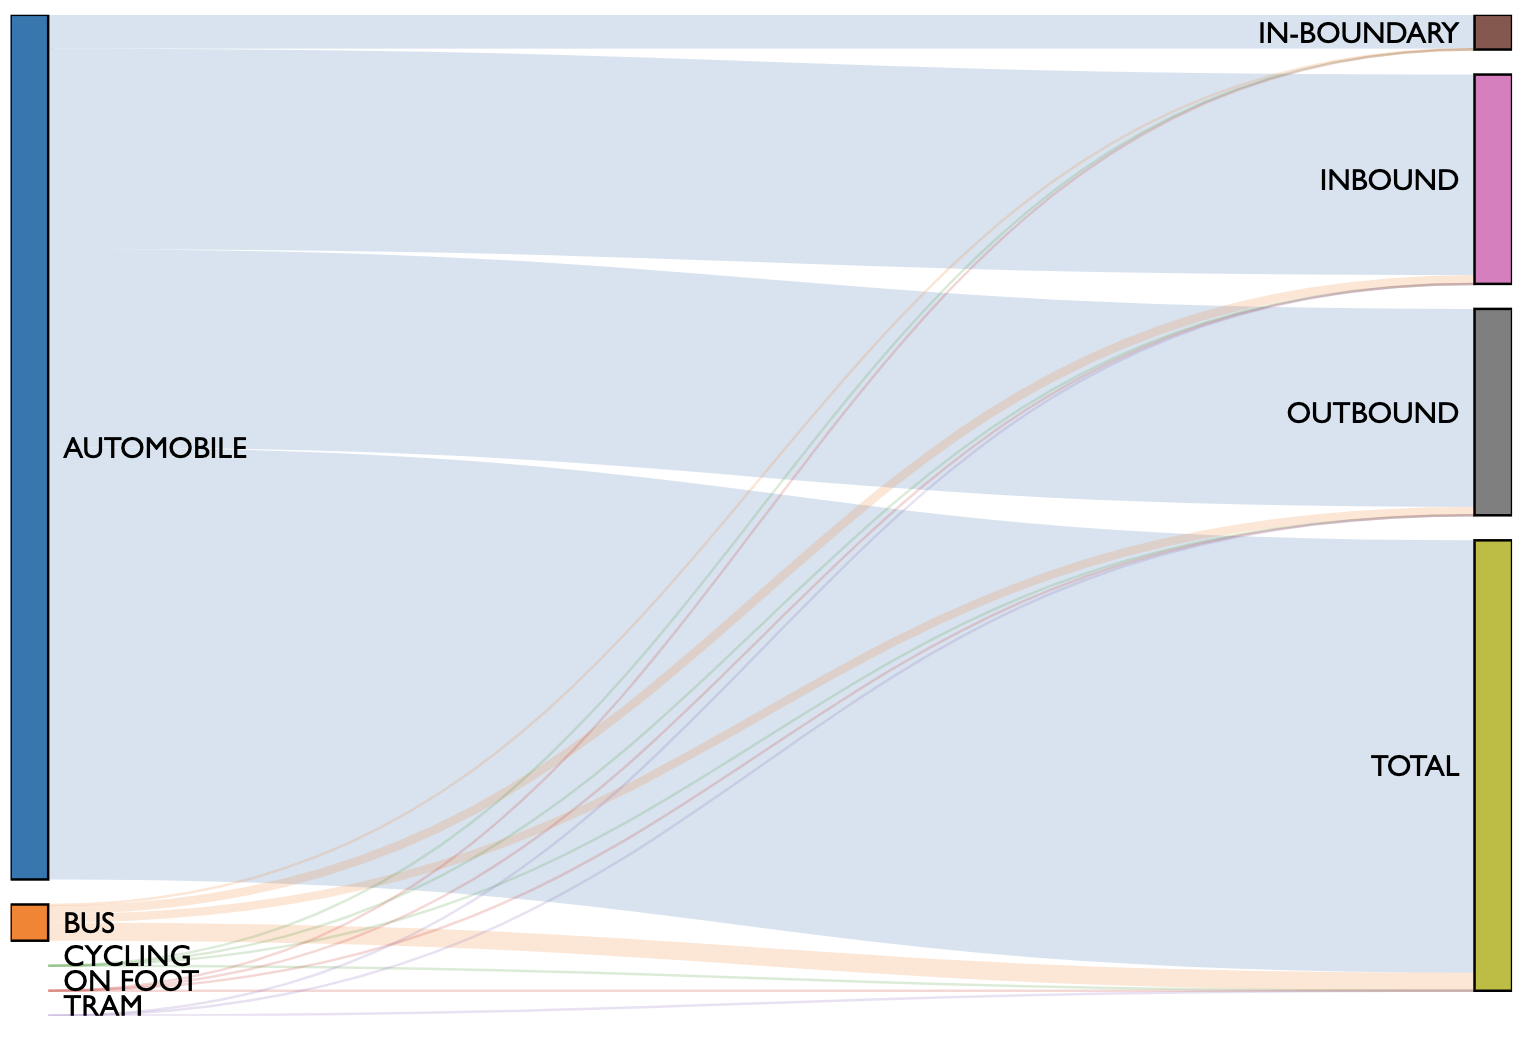 IN-BOUNDARY
INBOUND
OUTBOUND
AUTOMOBILE
TOTAL
BUS
CYCLING
ON FOOT
TRAM